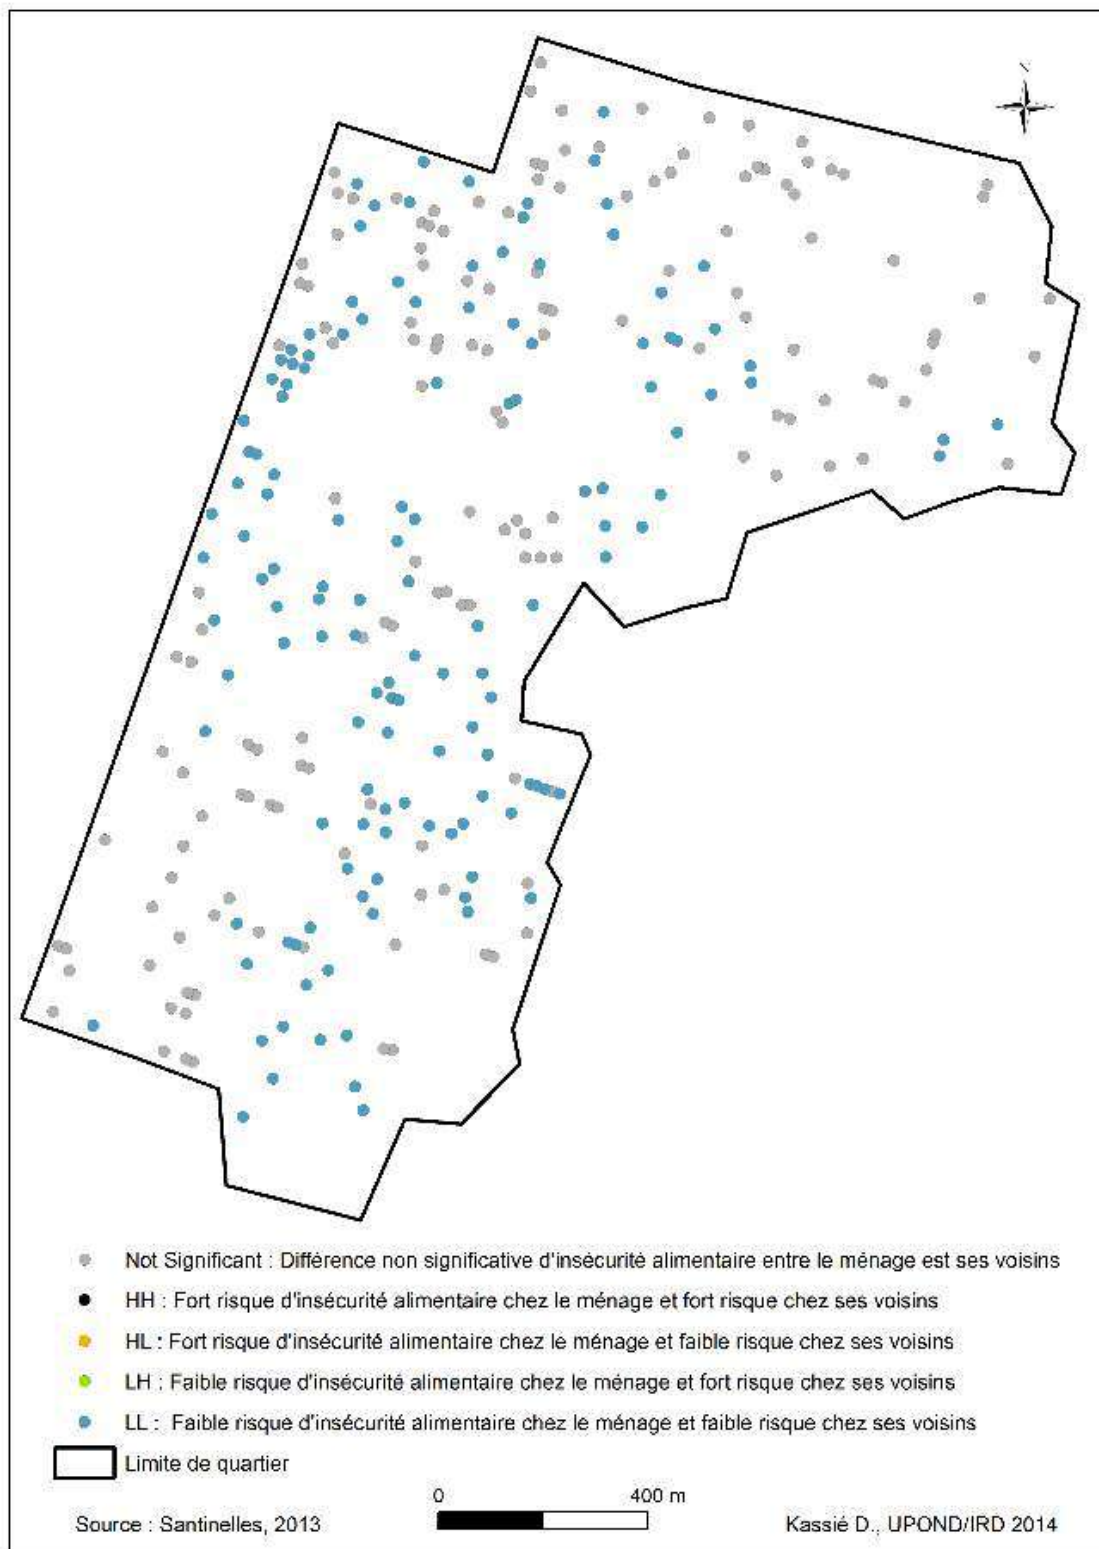 N
Not Significant : Différence non significative d'insécurité alimentaire entre le ménage est ses voisins
HH : Fort risque d'insécurité alimentaire chez le ménage et fort risque chez ses voisins
HL : Fort risque d'insécurité alimentaire chez le ménage et faible risque chez ses voisins
LH : Faible risque d'insécurité alimentaire chez le ménage et fort risque chez ses voisins
LL : Faible risque d'insécurité alimentaire chez le ménage et faible risque chez ses voisins
Limite de quartier
0 400 m
Source : Santinelles, 2013
Kassié D., UPOND/IRD 2014